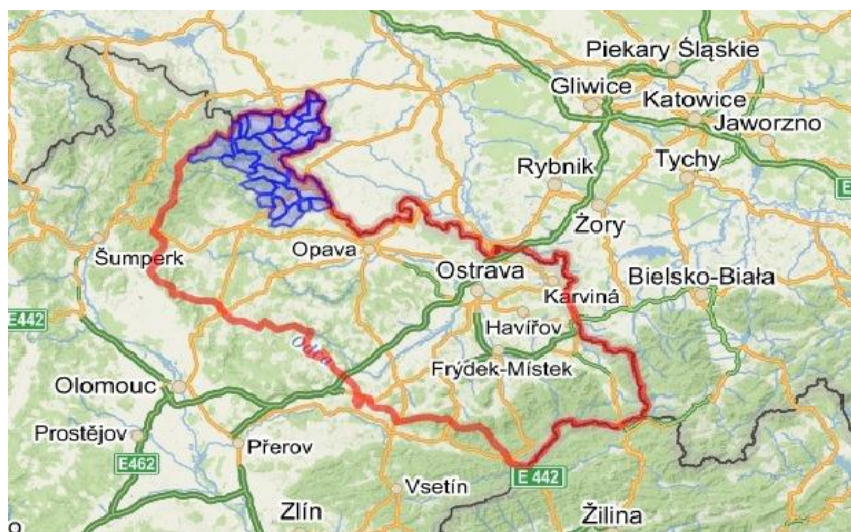 Piekary Śląskie
Gliwice
Katowice
Jaworzno
Rybnik
Tychy
E
Żory
Šumperk
Opava
Ostrava
Bielsko-Biała
Karviná
E442
Havířov
Frýdek-Místek
Odra
Olomouc
Prostějov
Přerov
E462
E 442
Vsetín
Zlín
Žilina